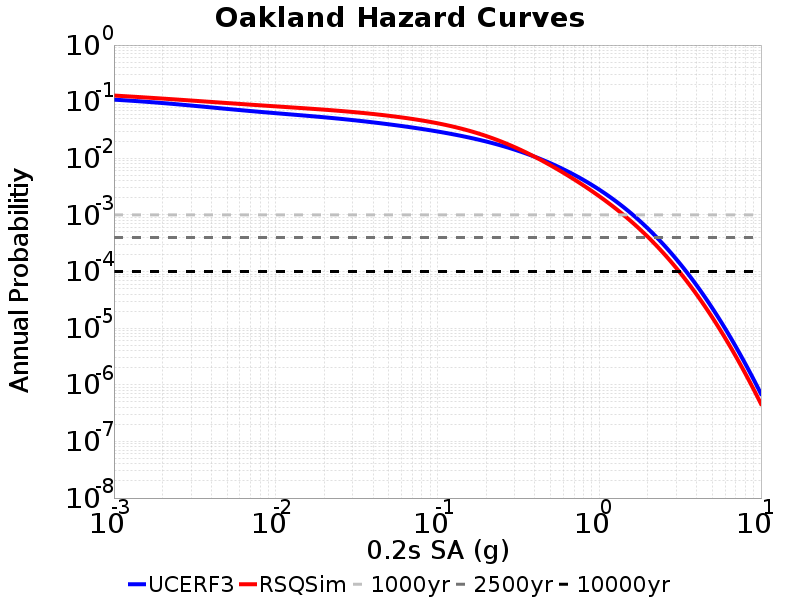 Oakland Hazard Curves
10^0
10^-1
10^-2
10^-3
10^-4
10^-5
10^-6
10^-7
10^-8
Annual Probabilitiy
10^-3 10^-2 10^-1 10^0 10^1
0.2s SA (g)
UCERF3 RSQSim 1000yr 2500yr 10000yr